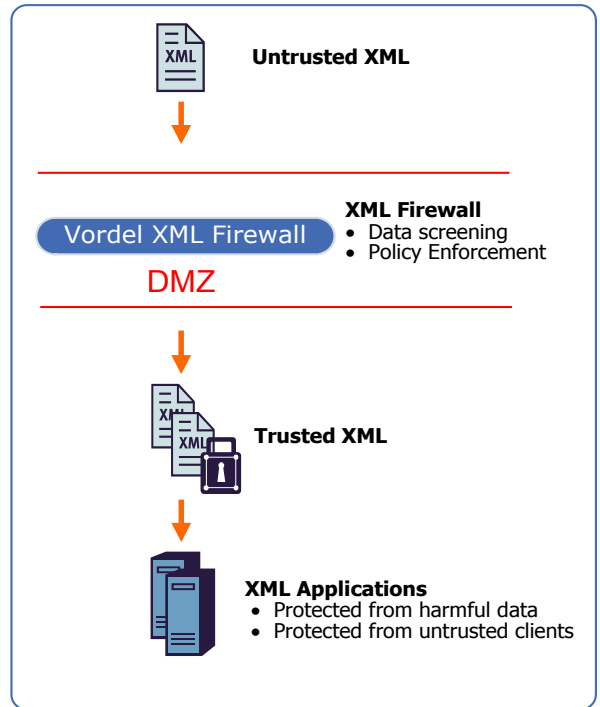 XML
Untrusted XML
XML Firewall
Vordel XML Firewall
• Data screening
• Policy Enforcement
DMZ
XML
XML
Trusted XML
XML Applications
• Protected from harmful data
• Protected from untrusted clients